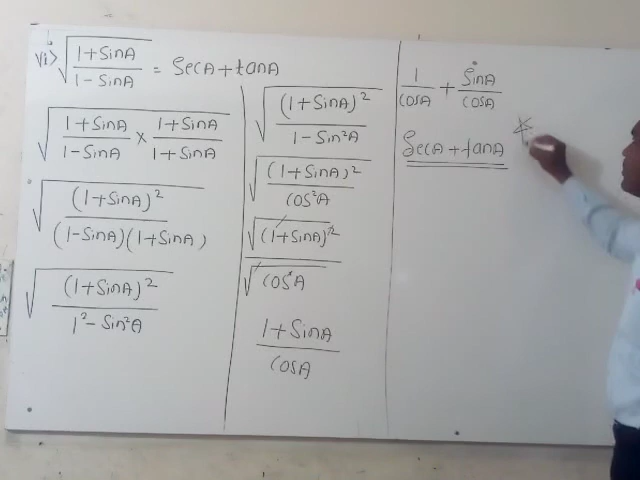 vi> √((1+SinA)/(1-SinA)) = SecA+tanA
√((1+SinA)/(1-SinA) × (1+SinA)/(1+SinA))
√((1+SinA)²/((1-SinA)(1+SinA)))
√((1+SinA)²/(1²-Sin²A))
√((1+SinA)²/(1-Sin²A))
√((1+SinA)²/(cos²A))
√((1+SinA)²)/√(cos²A)
(1+SinA)/(cosA)
1/(cosA) + SinA/(cosA)
SecA+tanA